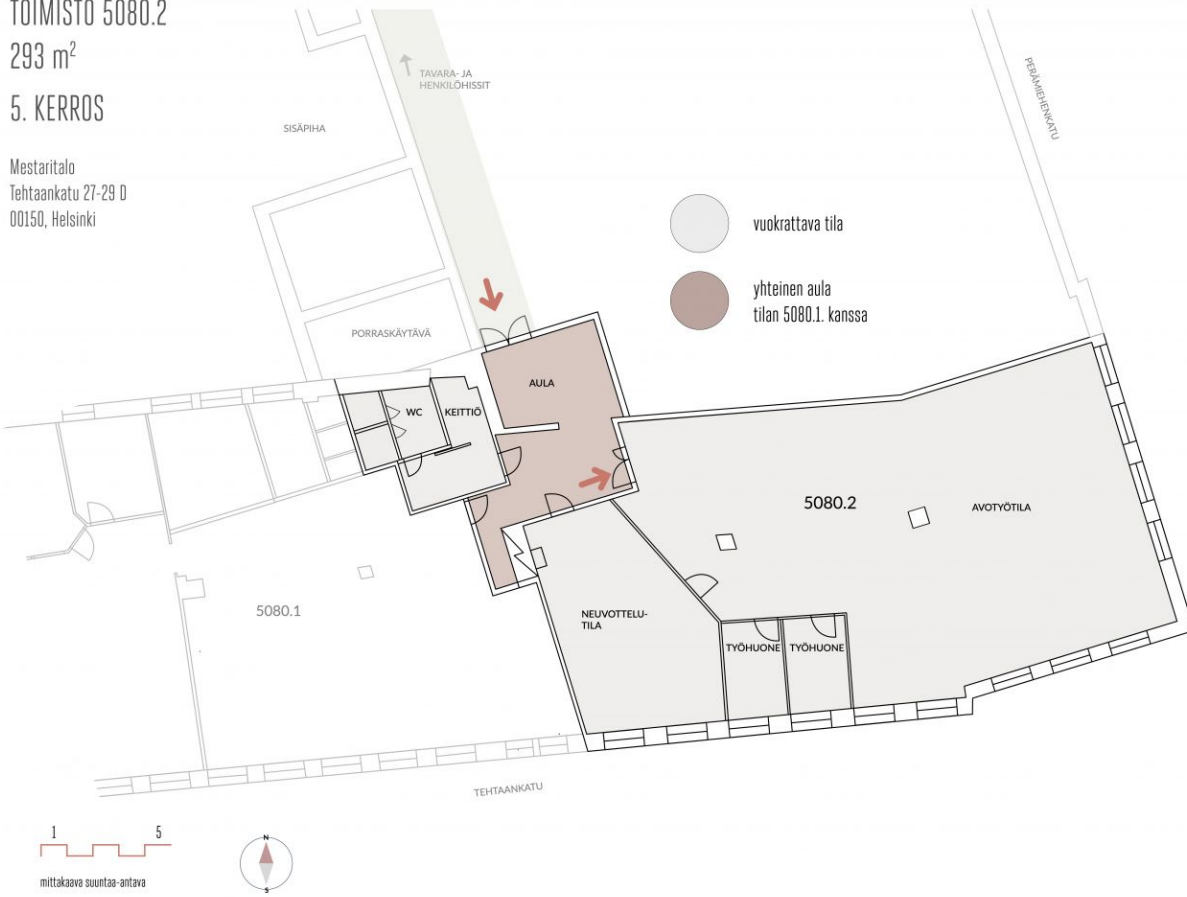 TOIMISTO 5080.2
293 m²
5. KERROS
Mestaritalo
Tehtaankatu 27-29 D
00150, Helsinki
TAVARA- JA
HENKILÖHISSIT
SISÄPIHA
PERÄMIEHENKATU
vuokrattava tila
yhteinen aula
tilan 5080.1. kanssa
PORRASKÄYTÄVÄ
AULA
WC
KEITTIÖ
5080.2
AVOTYÖTILA
5080.1
NEUVOTTELU-
TILA
TYÖHUONE
TYÖHUONE
TEHTAANKATU
1 5
mittakaava suuntaa-antava
N
S